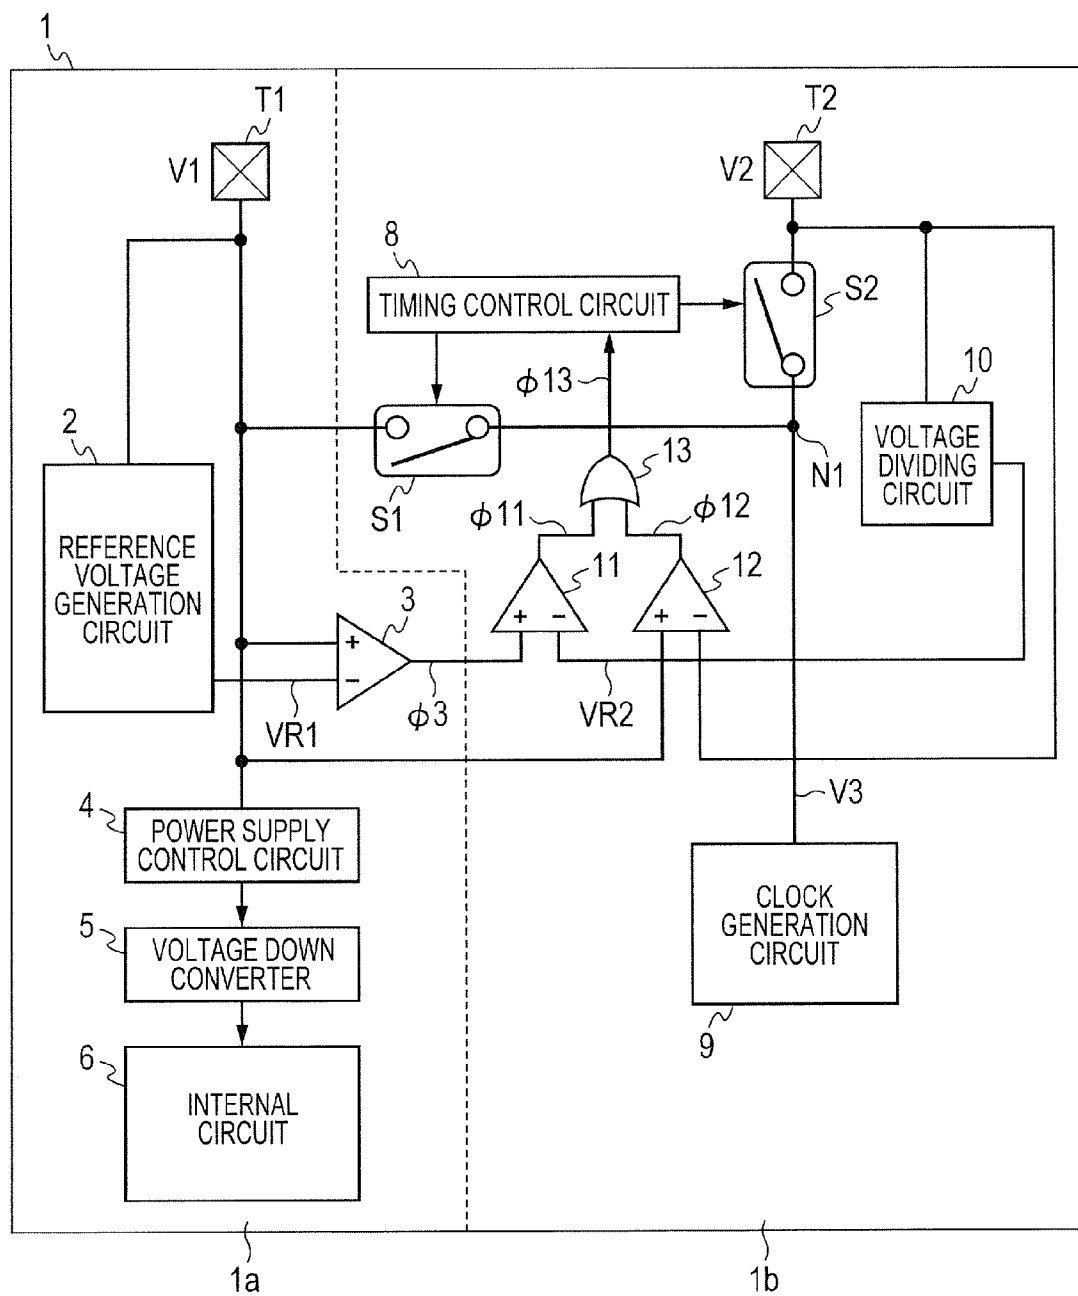 1
T1
T2
V1
V2
8
TIMING CONTROL CIRCUIT
S2
ϕ13
10
2
13
VOLTAGE
DIVIDING
CIRCUIT
N1
S1
ϕ11
ϕ12
REFERENCE
VOLTAGE
GENERATION
CIRCUIT
11
12
3
+ −
+ −
+
−
VR1
ϕ3
VR2
4
V3
POWER SUPPLY
CONTROL CIRCUIT
5
CLOCK
GENERATION
CIRCUIT
VOLTAGE DOWN
CONVERTER
9
6
INTERNAL
CIRCUIT
1a
1b